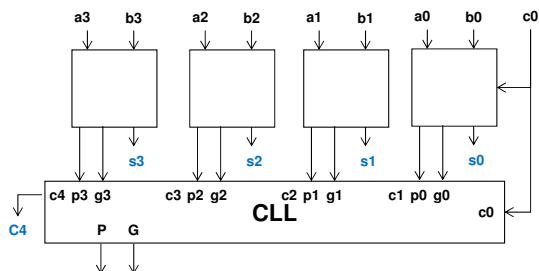 a3 b3 a2 b2 a1 b1 a0 b0 c0
s3 s2 s1 s0
c4 p3 g3 c3 p2 g2 c2 p1 g1 c1 p0 g0
CLL c0
C4 P G